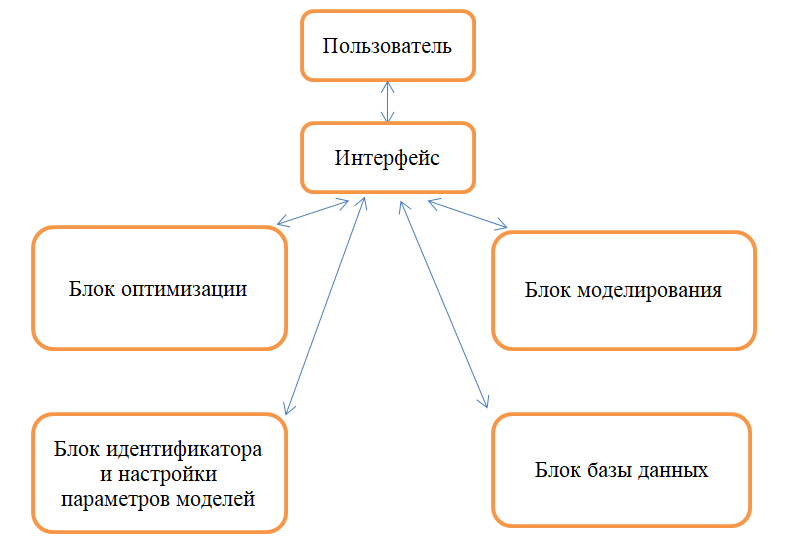 Пользователь
Интерфейс
Блок оптимизации
Блок моделирования
Блок идентификатора
и настройки
параметров моделей
Блок базы данных